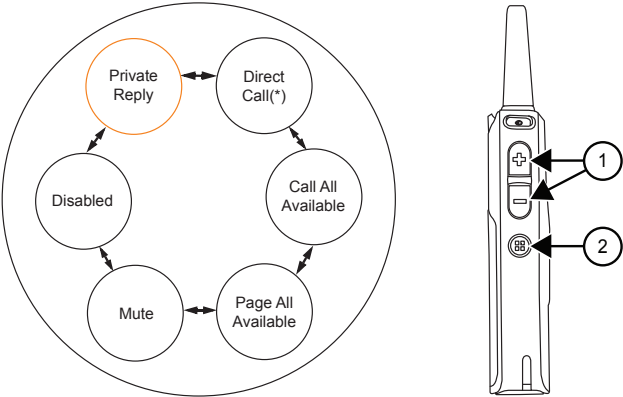 Private
Reply
Direct
Call(*)
Disabled
Call All
Available
Mute
Page All
Available
1
2